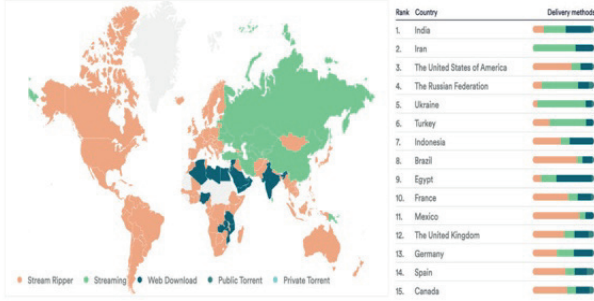 Rank Country Delivery methods
1. India
2. Iran
3. The United States of America
4. The Russian Federation
5. Ukraine
6. Turkey
7. Indonesia
8. Brazil
9. Egypt
10. France
11. Mexico
12. The United Kingdom
13. Germany
14. Spain
15. Canada
Stream Ripper Streaming Web Download Public Torrent Private Torrent